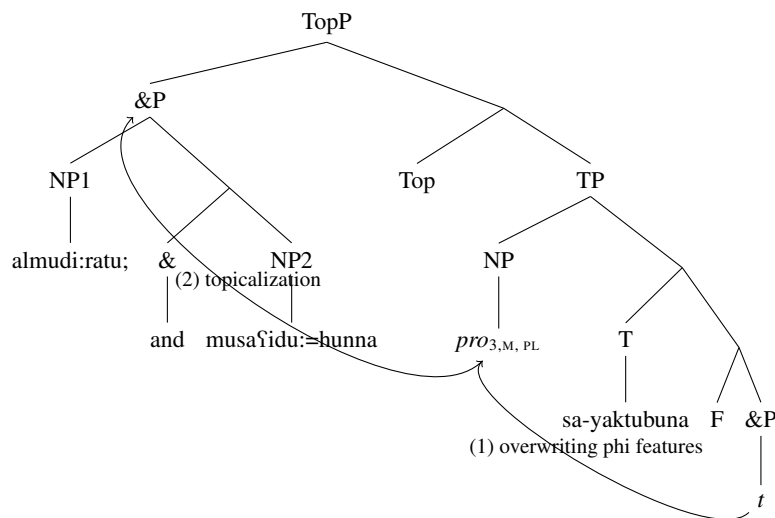 TopP
&P
NP1 Top TP
almudi:ratu; & NP2 NP
(2) topicalization
and musaʕidu:=hunna pro3,M, PL T
sa-yaktubuna F &P
(1) overwriting phi features
t